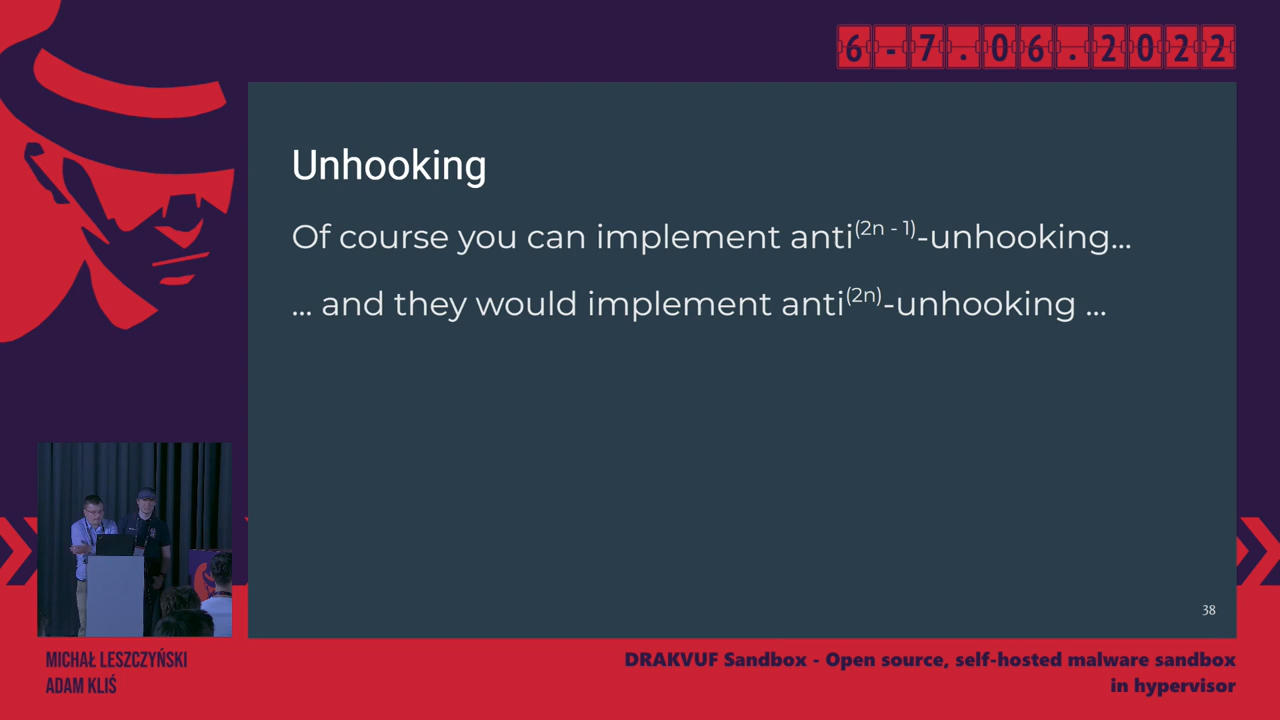 6-7.06.2022
Unhooking
Of course you can implement anti(2n - 1)-unhooking...
... and they would implement anti(2n)-unhooking ...
38
MICHAŁ LESZCZYŃSKI
ADAM KLIŚ
DRAKVUF Sandbox - Open source, self-hosted malware sandbox
in hypervisor